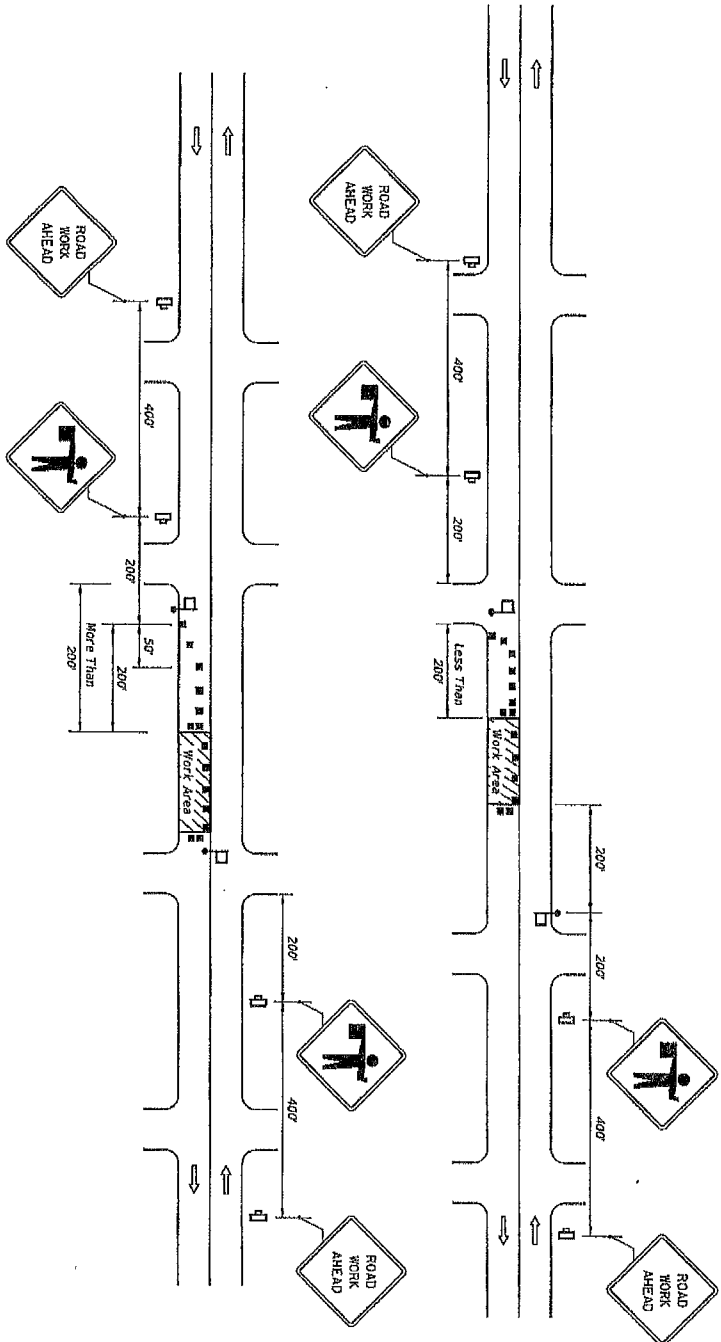 ROAD
WORK
AHEAD
400'
200'
Less Than
200'
Work Area
200'
200'
400'
ROAD
WORK
AHEAD
ROAD
WORK
AHEAD
400'
200'
50'
200'
More Than
200'
Work Area
200'
400'
ROAD
WORK
AHEAD